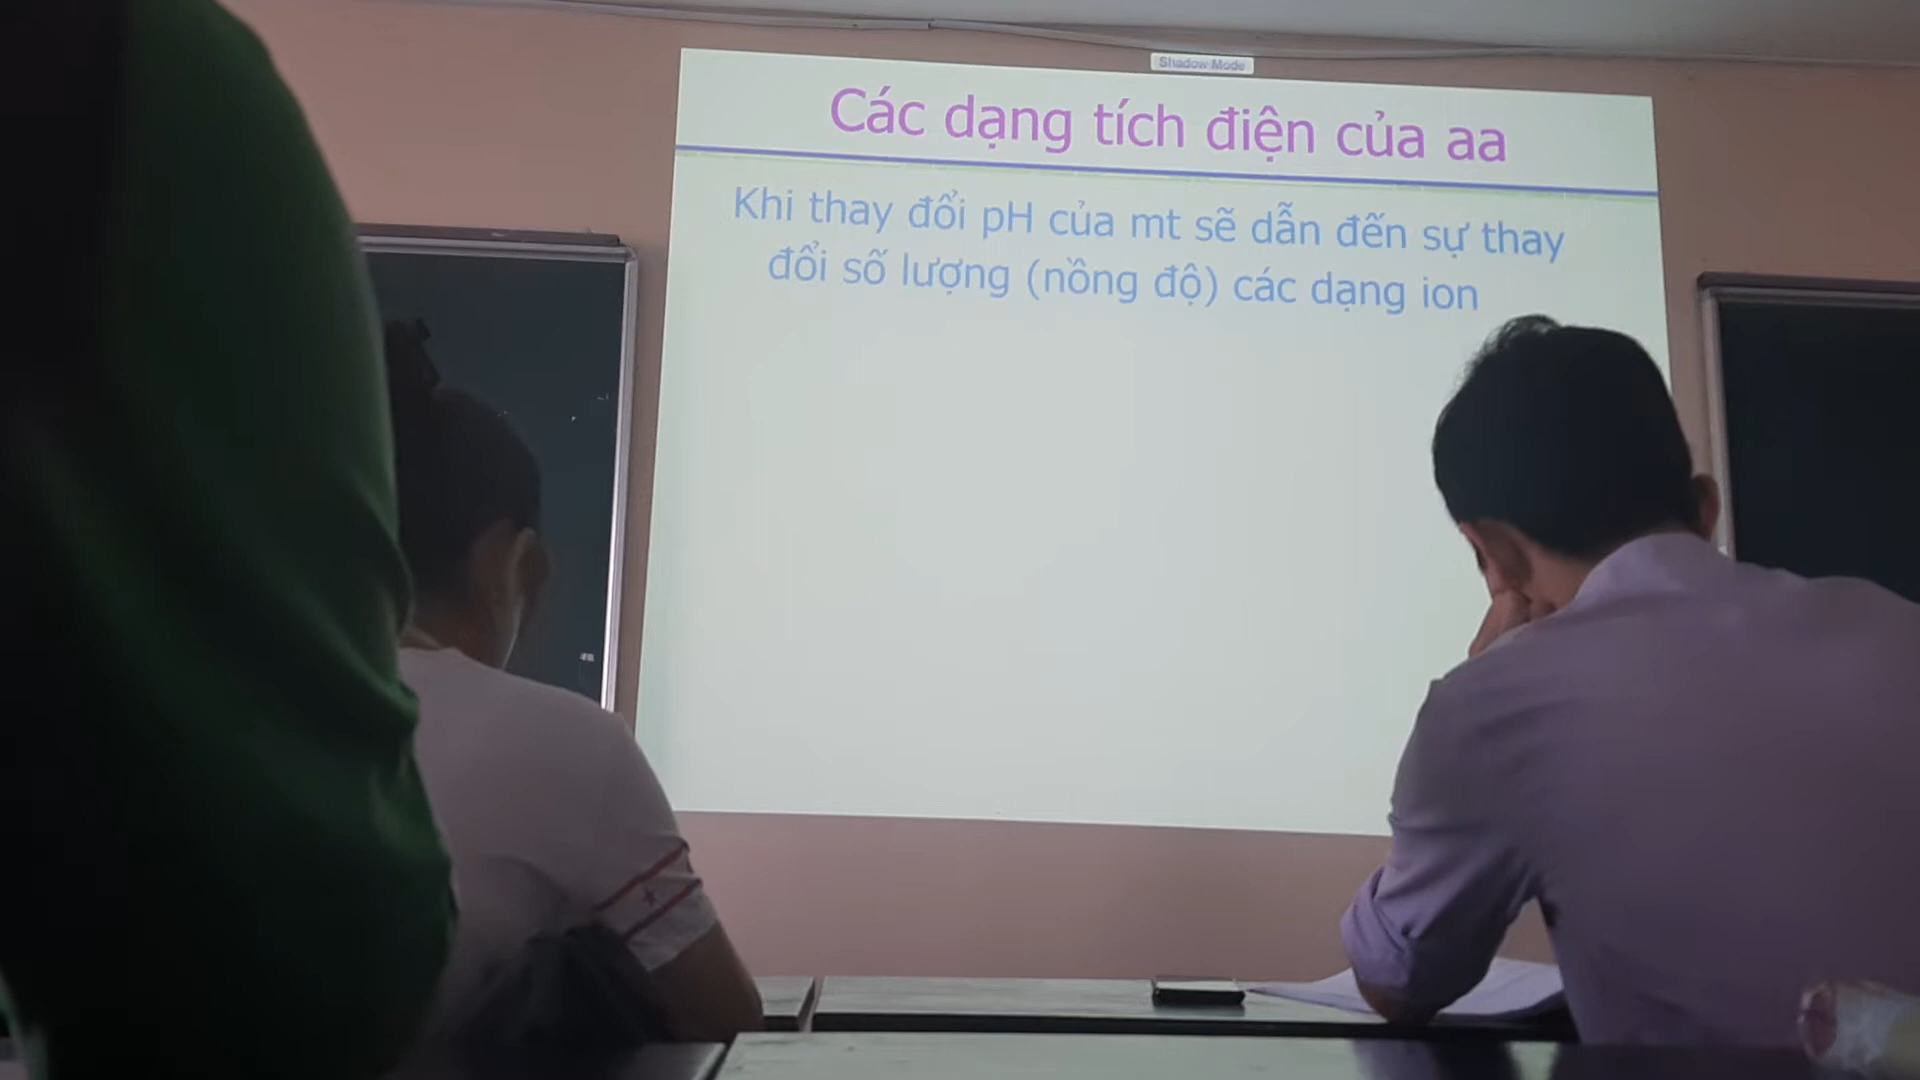 Shadow Mode
Các dạng tích điện của aa
Khi thay đổi pH của mt sẽ dẫn đến sự thay
đổi số lượng (nồng độ) các dạng ion